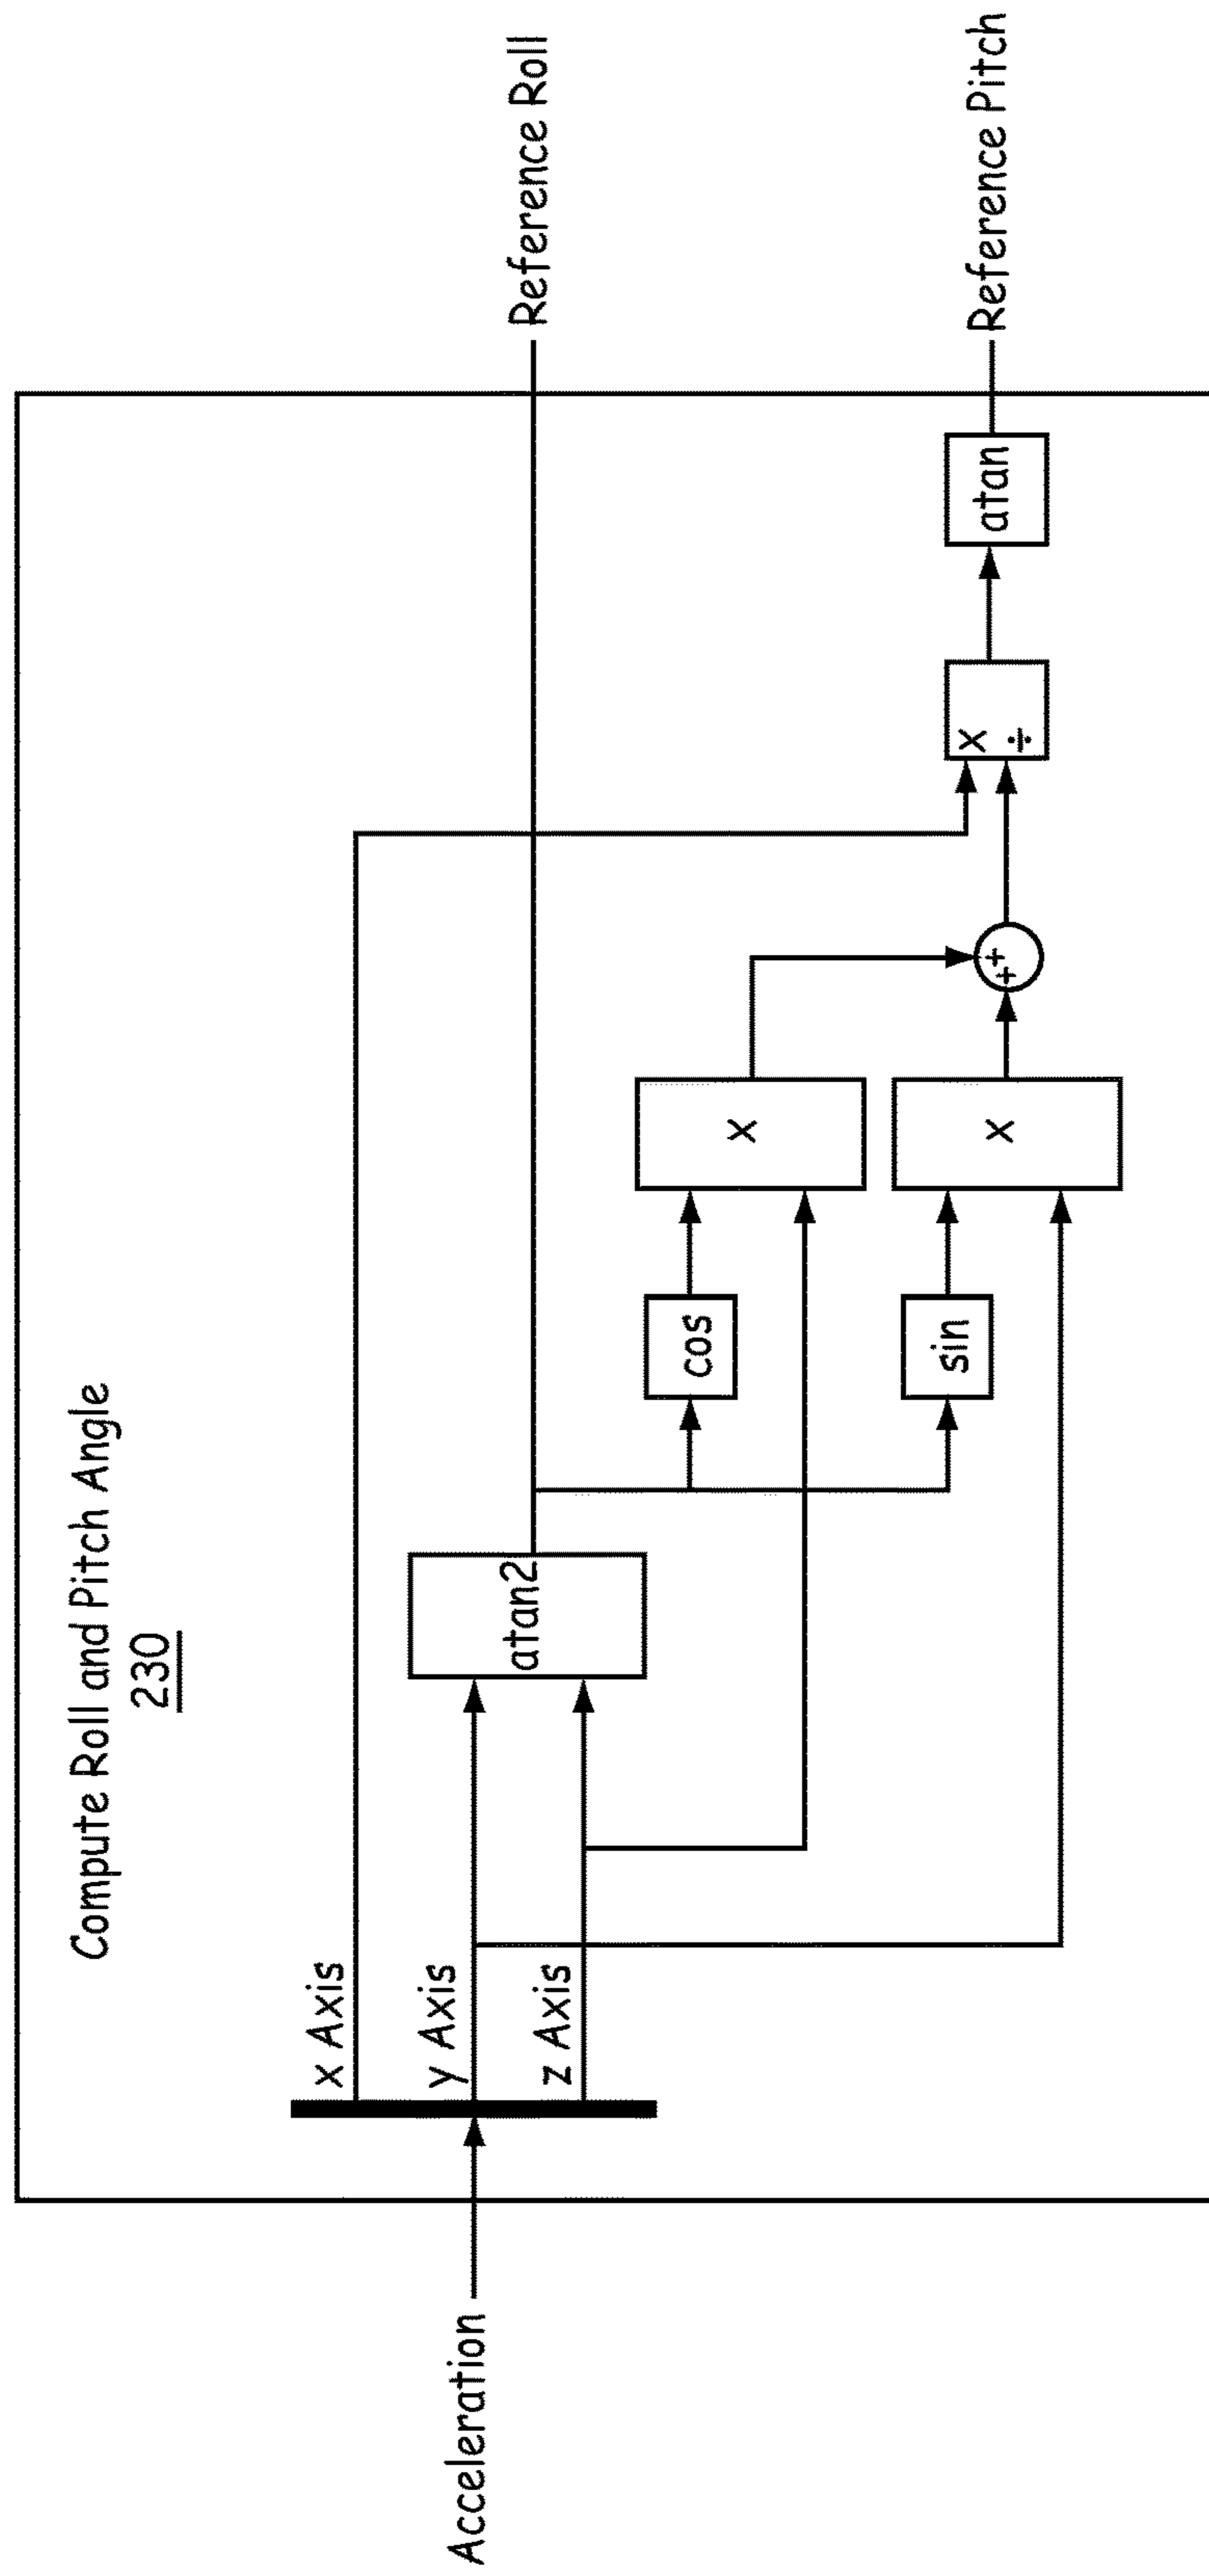 Compute Roll and Pitch Angle
230
Acceleration
x Axis
y Axis
z Axis
atan2
cos
sin
x
x
+
+
x
÷
atan
Reference Roll
Reference Pitch